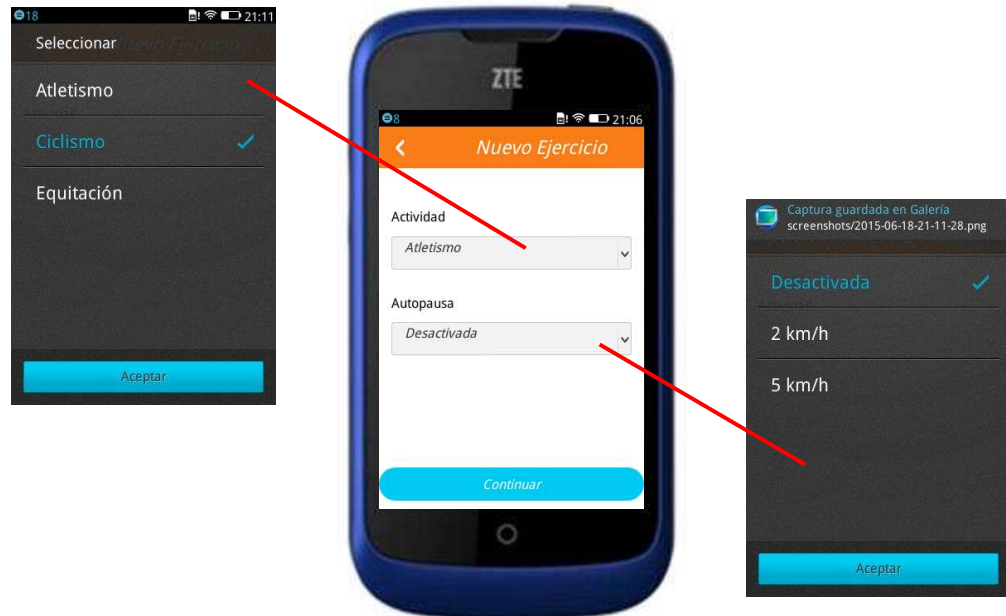 18
21:11
Seleccionar
Nuevo Ejercicio
Atletismo
Ciclismo
Equitación
Aceptar
ZTE
8
21:06
Nuevo Ejercicio
Actividad
Atletismo
Autopausa
Desactivada
Continuar
Captura guardada en Galería
screenshots/2015-06-18-21-11-28.png
Desactivada
2 km/h
5 km/h
Aceptar